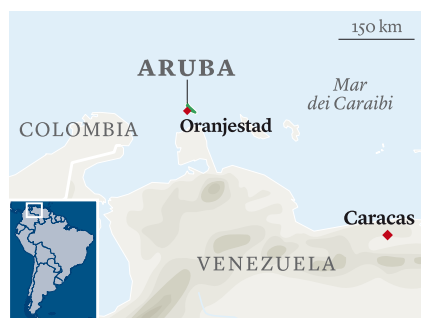 150 km
ARUBA
Mar
dei Caraibi
COLOMBIA
Oranjestad
Caracas
VENEZUELA